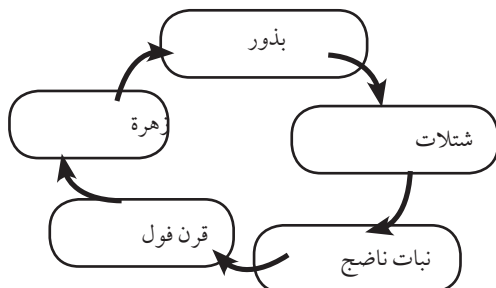 بذور
شتلات
نبات ناضج
قرن فول
زهرة